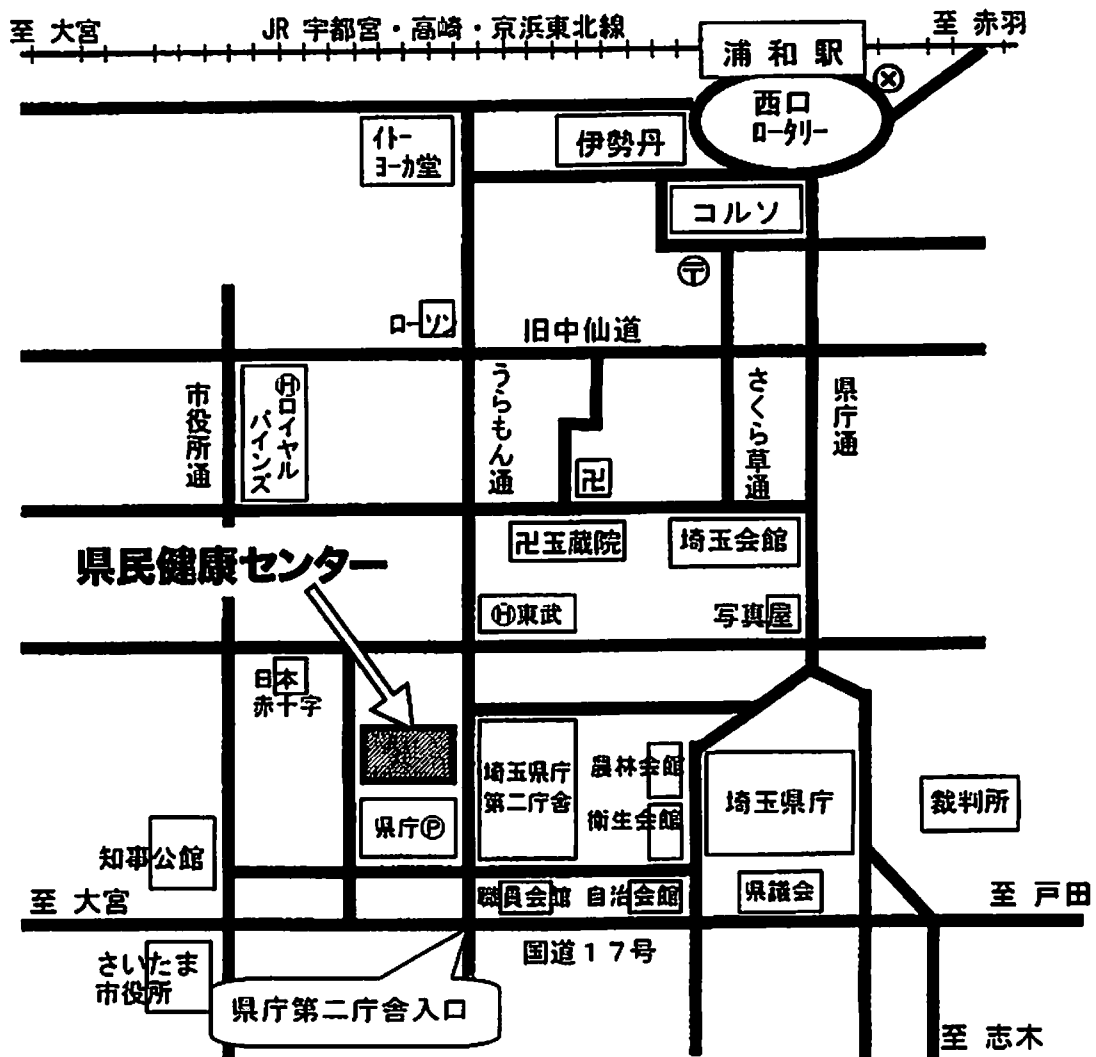 至 大宮
JR 宇都宮・高崎・京浜東北線
至 赤羽
浦和駅
西口
ロータリー
イトー
ヨーカ堂
伊勢丹
コルソ
〒
ローソン
旧中仙道
市役所通
Ⓗロイヤル
パインズ
うらもん通
さくら草通
県庁通
卍
卍玉蔵院
埼玉会館
県民健康センター
Ⓗ東武
写真屋
日本
赤十字
埼玉県庁
第二庁舎
農林会館
衛生会館
埼玉県庁
裁判所
県庁Ⓟ
知事公館
職員会館
自治会館
県議会
至 大宮
至 戸田
国道17号
さいたま
市役所
県庁第二庁舎入口
至 志木